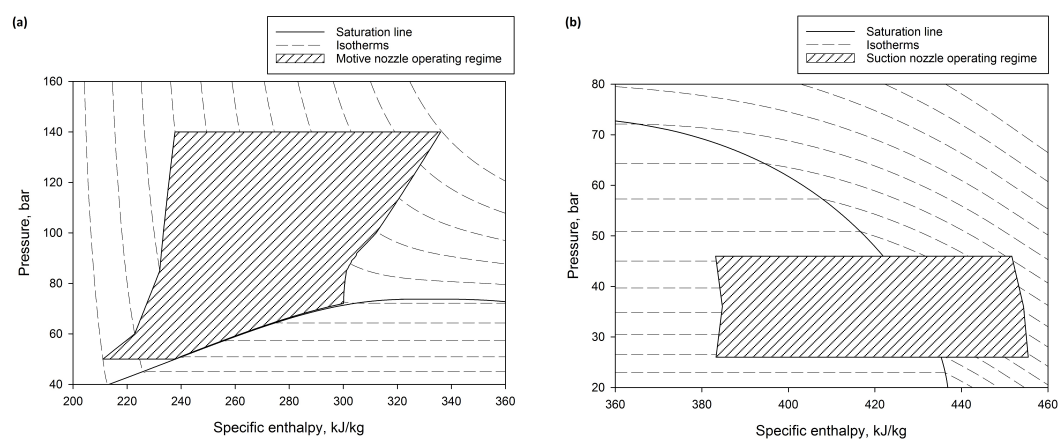 (a)
Saturation line
Isotherms
Motive nozzle operating regime
160
140
120
100
80
60
40
200 220 240 260 280 300 320 340 360
Pressure, bar
Specific enthalpy, kJ/kg
(b)
Saturation line
Isotherms
Suction nozzle operating regime
80
70
60
50
40
30
20
360 380 400 420 440 460
Pressure, bar
Specific enthalpy, kJ/kg